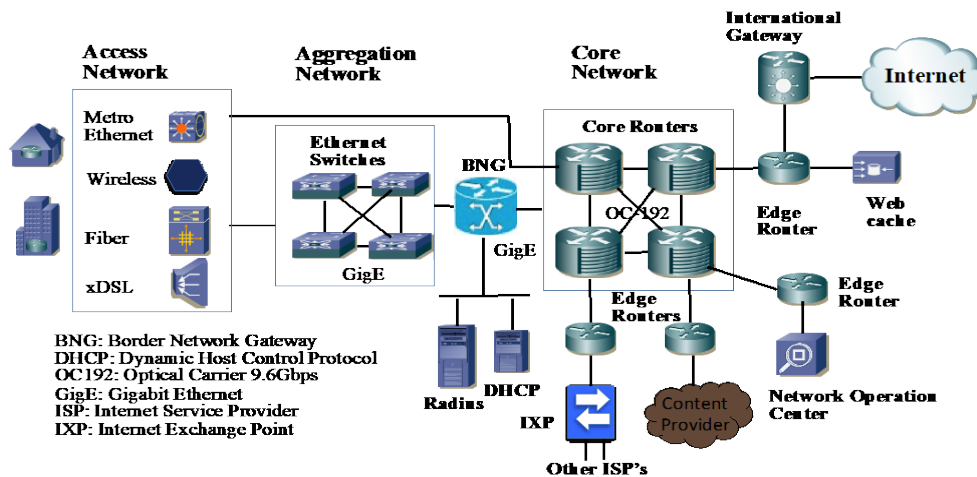 International
Gateway
Internet
Access
Network
Aggregation
Network
Core
Network
Metro
Ethernet
Wireless
Fiber
xDSL
Ethernet
Switches
GigE
BNG
GigE
Core Routers
OC-192
Edge
Router
Web
cache
Edge
Routers
Edge
Router
Radius
DHCP
IXP
Other ISP's
Content
Provider
Network Operation
Center
BNG: Border Network Gateway
DHCP: Dynamic Host Control Protocol
OC192: Optical Carrier 9.6Gbps
GigE: Gigabit Ethernet
ISP: Internet Service Provider
IXP: Internet Exchange Point